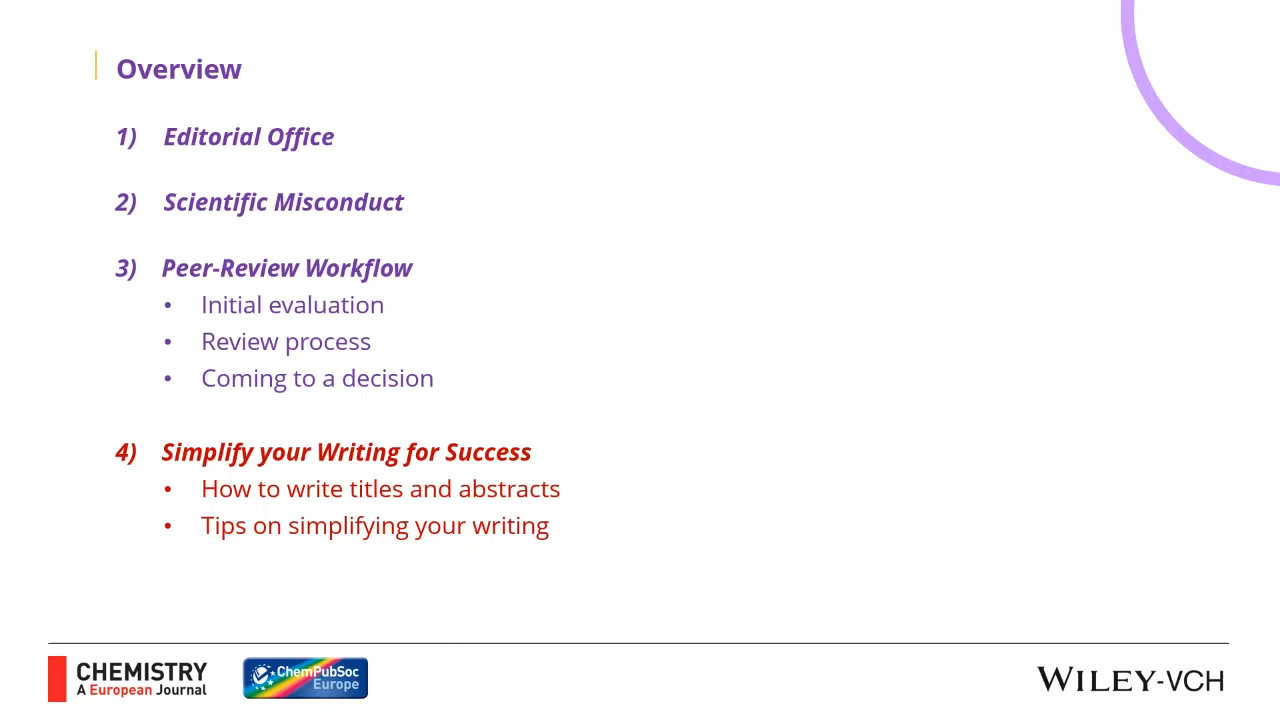 Overview
1) Editorial Office
2) Scientific Misconduct
3) Peer-Review Workflow
• Initial evaluation
• Review process
• Coming to a decision
4) Simplify your Writing for Success
• How to write titles and abstracts
• Tips on simplifying your writing
CHEMISTRY
A European Journal
ChemPubSoc
Europe
WILEY-VCH